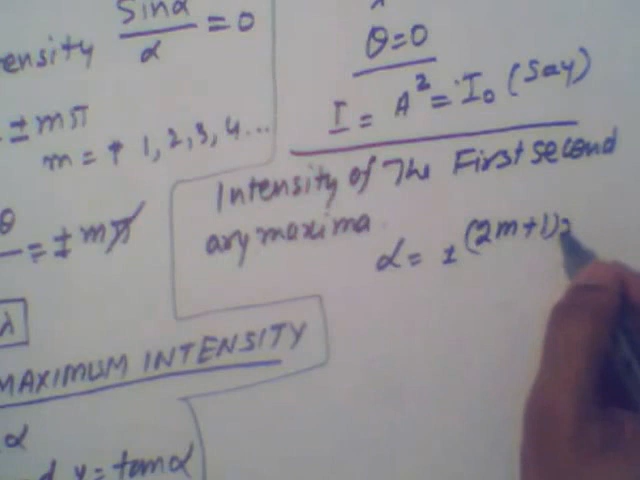 ensity sinα/α = 0
± mπ
m = 1, 2, 3, 4...
θ = ± mπ
λ
MAXIMUM INTENSITY
α
y = tanα
θ = 0
I = A² = I₀ (Say)
Intensity of The First second
ary maxima
α = ± (2m+1)